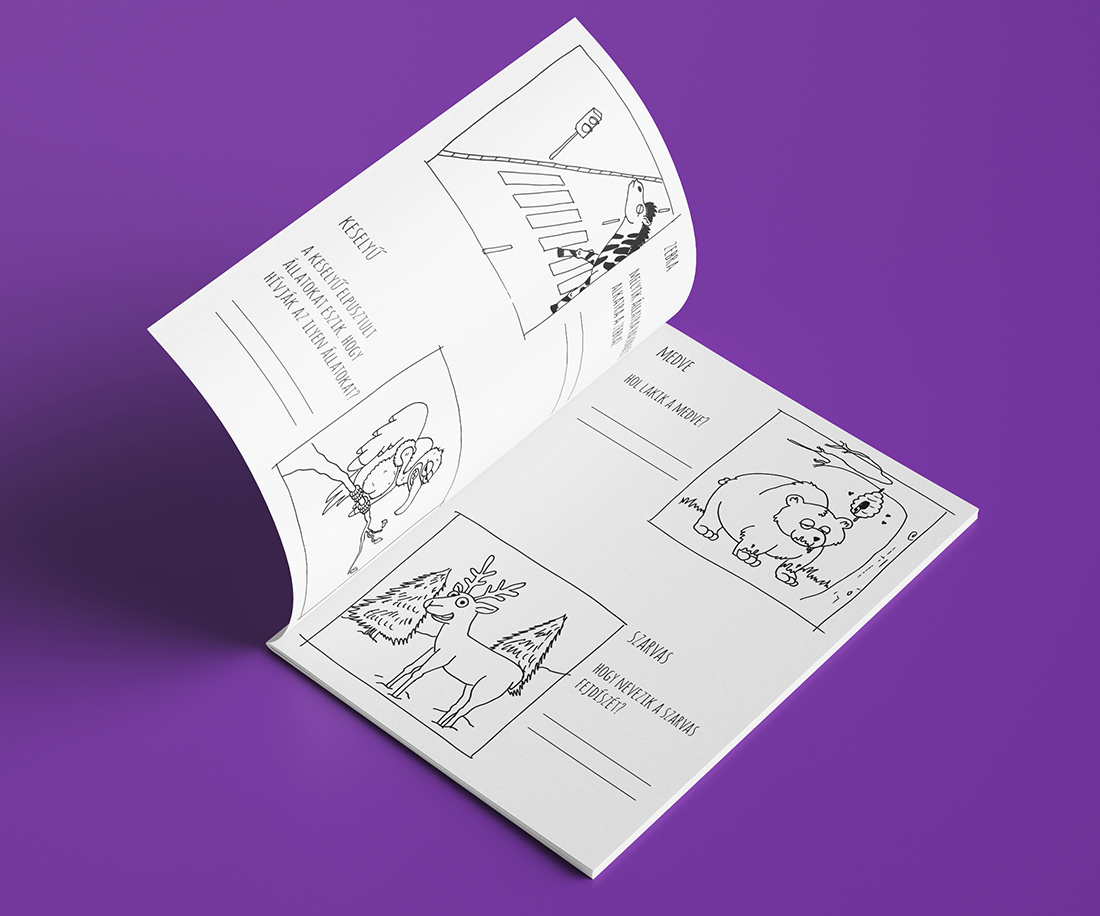 ZEBRA
KESELYŰ
A KESELYŰ ELPUSZTULT
ÁLLATOKAT ESZIK. HOGY
HÍVJÁK AZ ILYEN ÁLLATOKAT?
MEDVE
HOL LAKIK A MEDVE?
SZARVAS
HOGY NEVEZIK A SZARVAS
FEJDÍSZÉT?